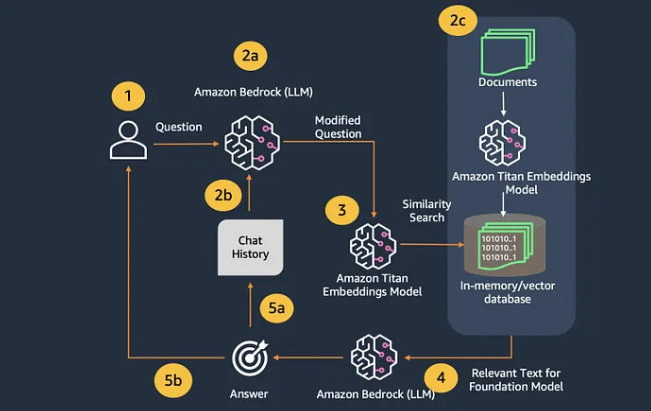 2c
2a
Documents
1
Amazon Bedrock (LLM)
Question
Modified
Question
Amazon Titan Embeddings
Model
2b
3
Similarity
Search
Chat
History
101010..1
101010..1
101010..1
Amazon Titan
Embeddings Model
In-memory/vector
database
5a
5b
Answer
Amazon Bedrock (LLM)
4
Relevant Text for
Foundation Model